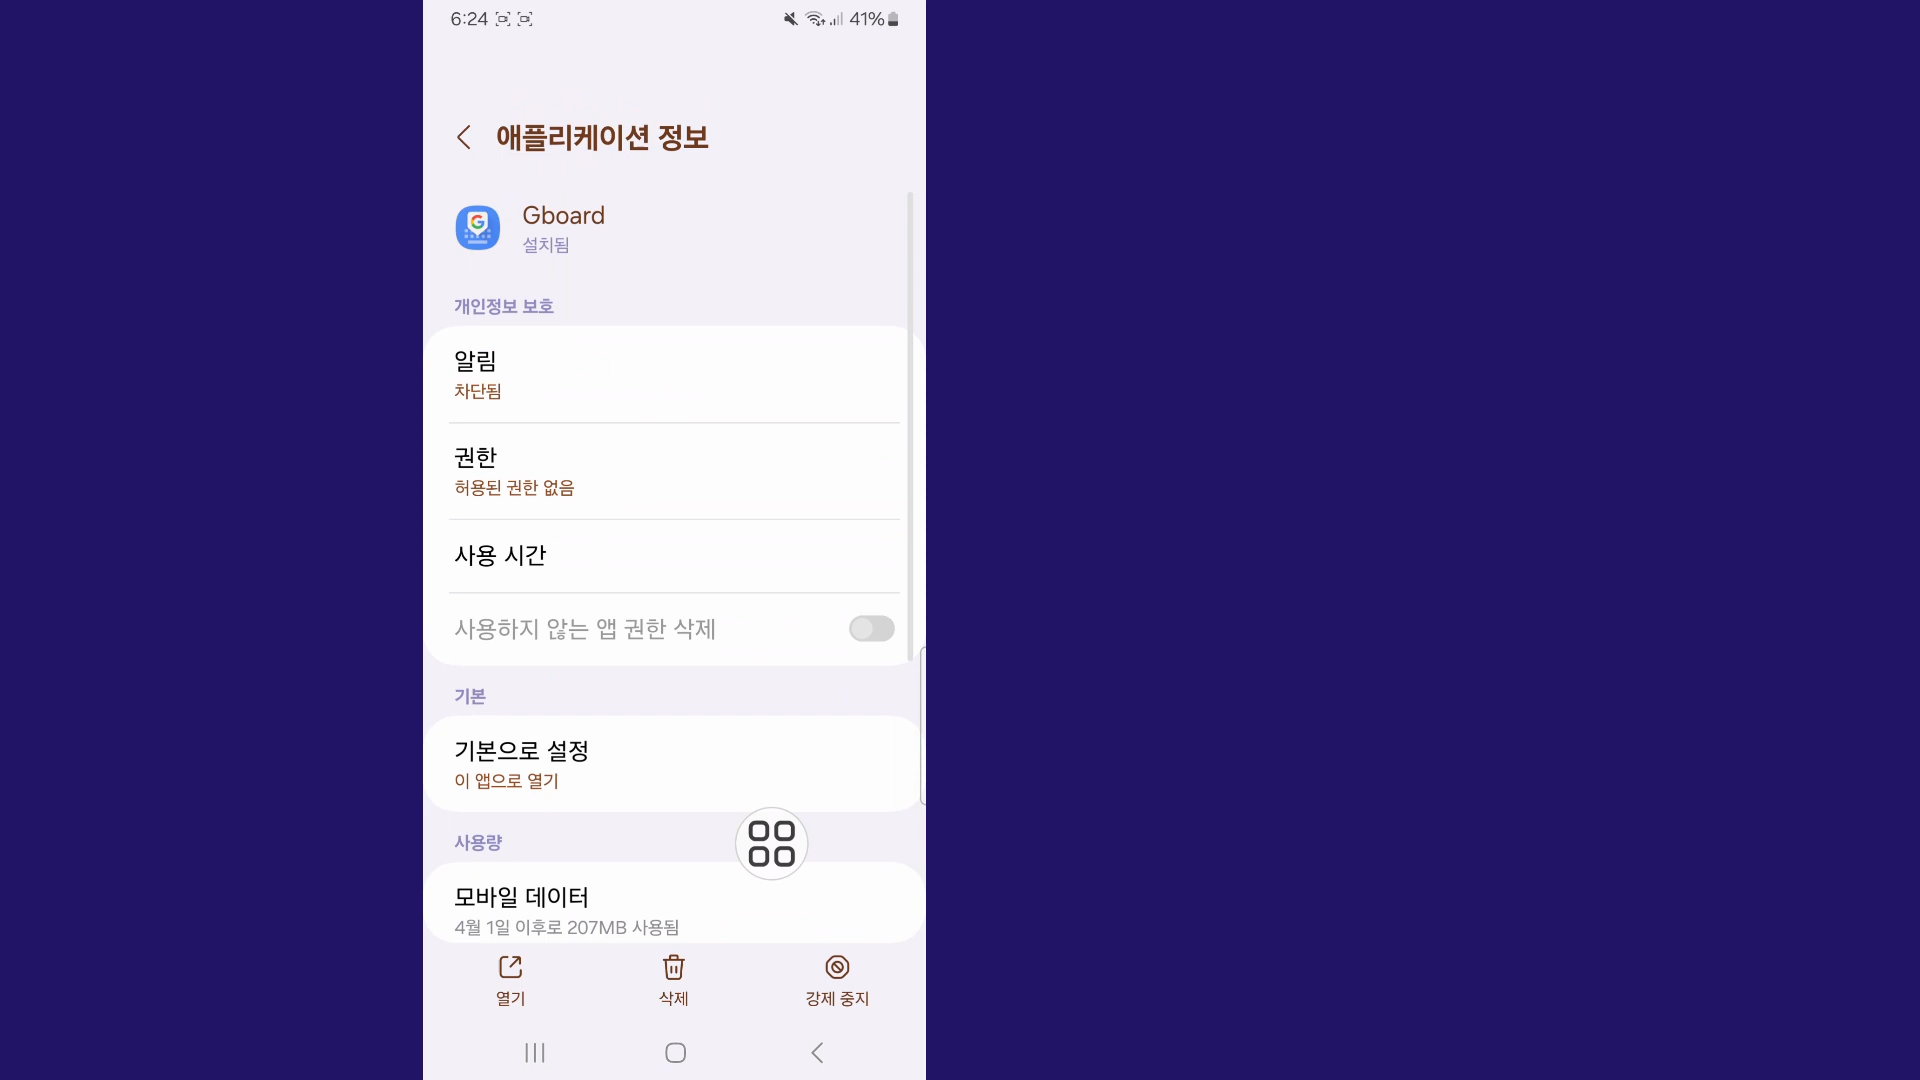 6:24
41%
애플리케이션 정보
Gboard
설치됨
개인정보 보호
알림
차단됨
권한
허용된 권한 없음
사용 시간
사용하지 않는 앱 권한 삭제
기본
기본으로 설정
이 앱으로 열기
사용량
모바일 데이터
4월 1일 이후로 207MB 사용됨
열기
삭제
강제 중지